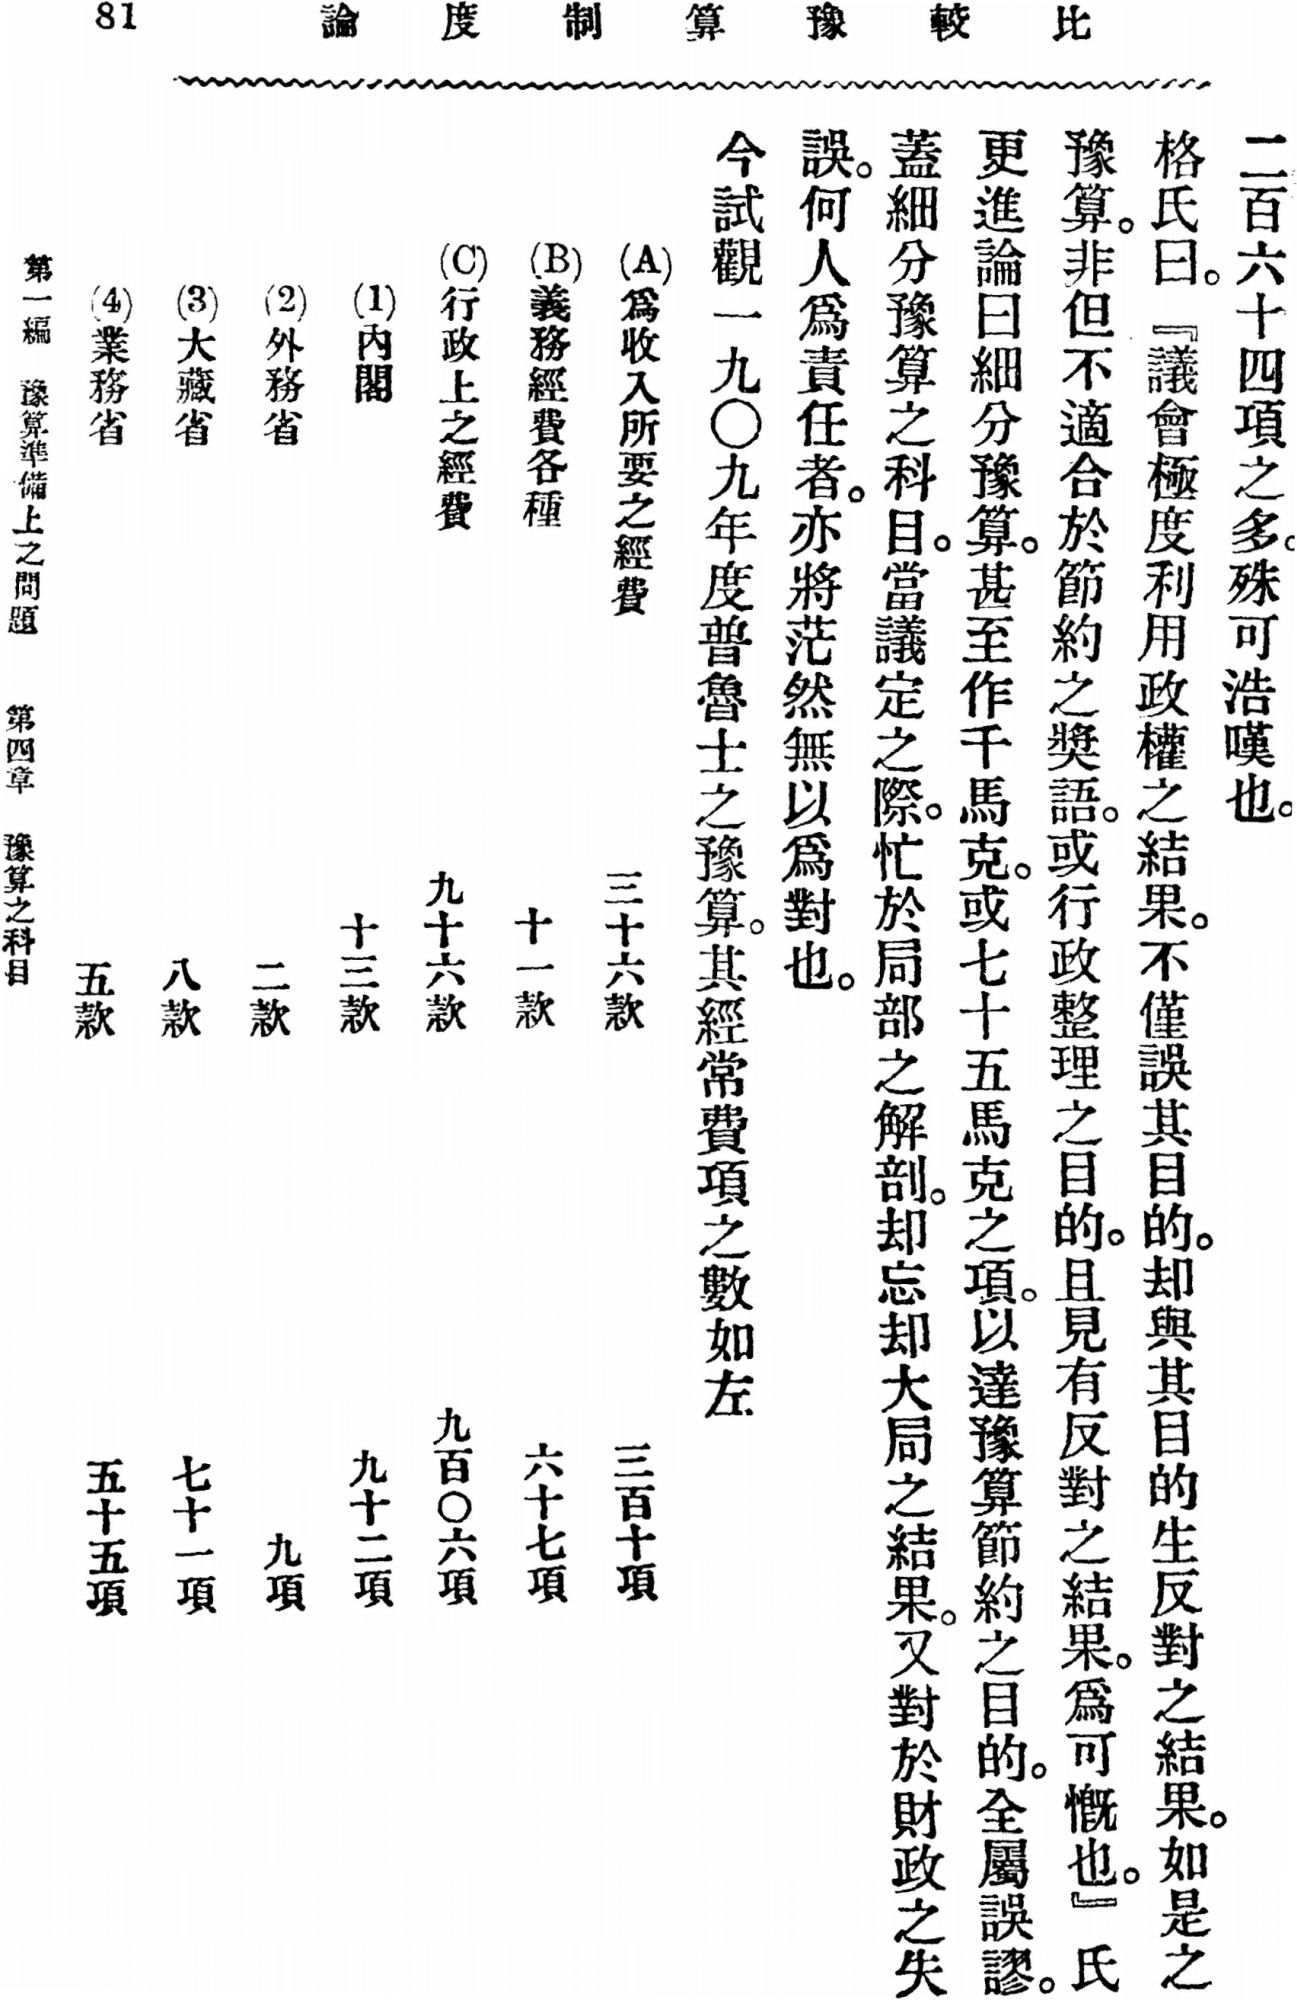 比較豫算制度論
81
二百六十四項之多。殊可浩嘆也。
格氏曰。『議會極度利用政權之結果。不僅誤其目的。却與其目的生反對之結果。如是之
豫算。非但不適合於節約之獎語。或行政整理之目的。且見有反對之結果。爲可慨也。』氏
更進論曰細分豫算。甚至作千馬克。或七十五馬克之項。以達豫算節約之目的。全屬誤謬。
蓋細分豫算之科目。當議定之際。忙於局部之解剖。却忘却大局之結果。又對於財政之失
誤。何人爲責任者。亦將茫然無以爲對也。
今試觀一九〇九年度普魯士之豫算。其經常費項之數如左
(A)爲收入所要之經費 三十六款 三百十項
(B)義務經費各種 十一款 六十七項
(C)行政上之經費 九十六款 九百〇六項
(1)內閣 十三款 九十二項
(2)外務省 二款 九項
(3)大藏省 八款 七十一項
(4)業務省 五款 五十五項
第一編 豫算準備上之問題 第四章 豫算之科目